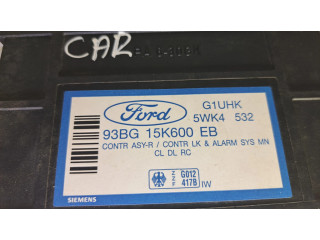 CAR
Ford
G1UHK
5WK4 532
93BG 15K600 EB
CONTR ASY-R / CONTR LK & ALARM SYS MN
CL DL RC
G012
417B
IW
SIEMENS